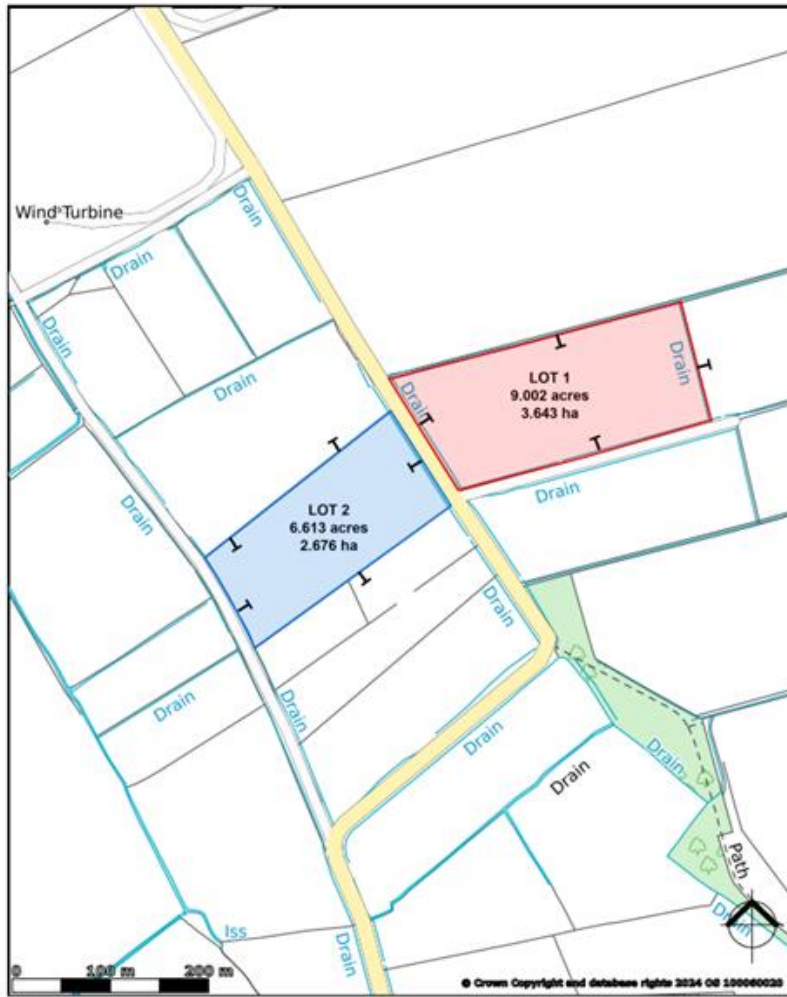 Drain
Wind Turbine
Drain
Drain
Drain
Drain
LOT 1
9.002 acres
3.643 ha
Drain
Drain
Drain
LOT 2
6.613 acres
2.676 ha
Drain
Drain
Drain
Drain
Drain
Drain
Drain
Drain
Path
Drain
Iss
Drain
0 100 m 200 m
© Crown Copyright and database rights 2024 OS 100060020